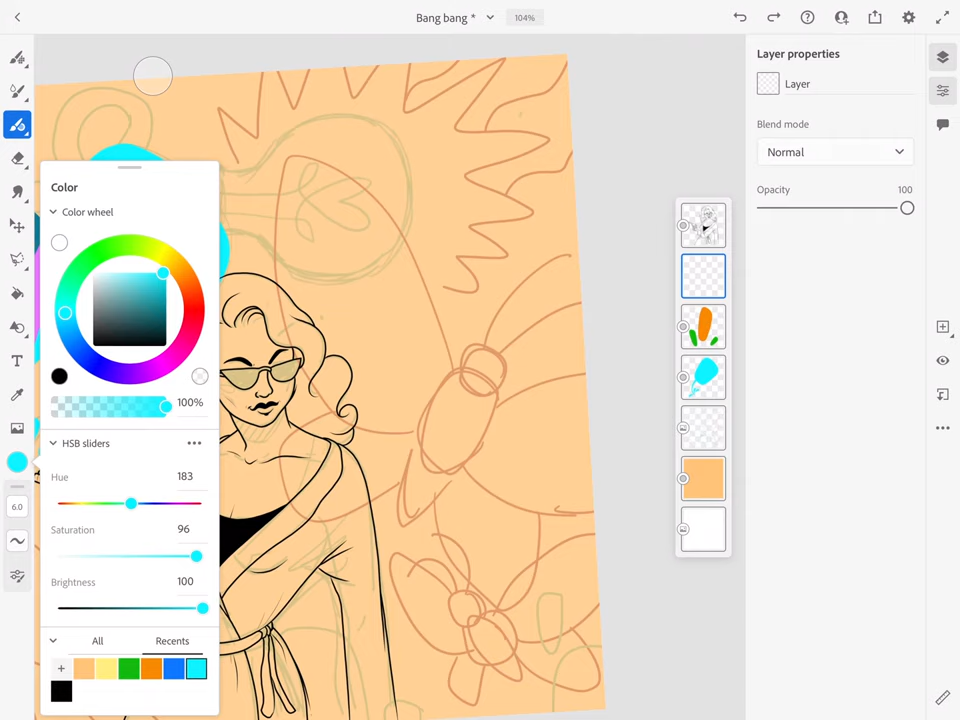 Bang bang *
104%
Layer properties
Layer
Blend mode
Normal
Opacity
100
Color
Color wheel
100%
HSB sliders
Hue
183
Saturation
96
Brightness
100
All
Recents
T
6.0